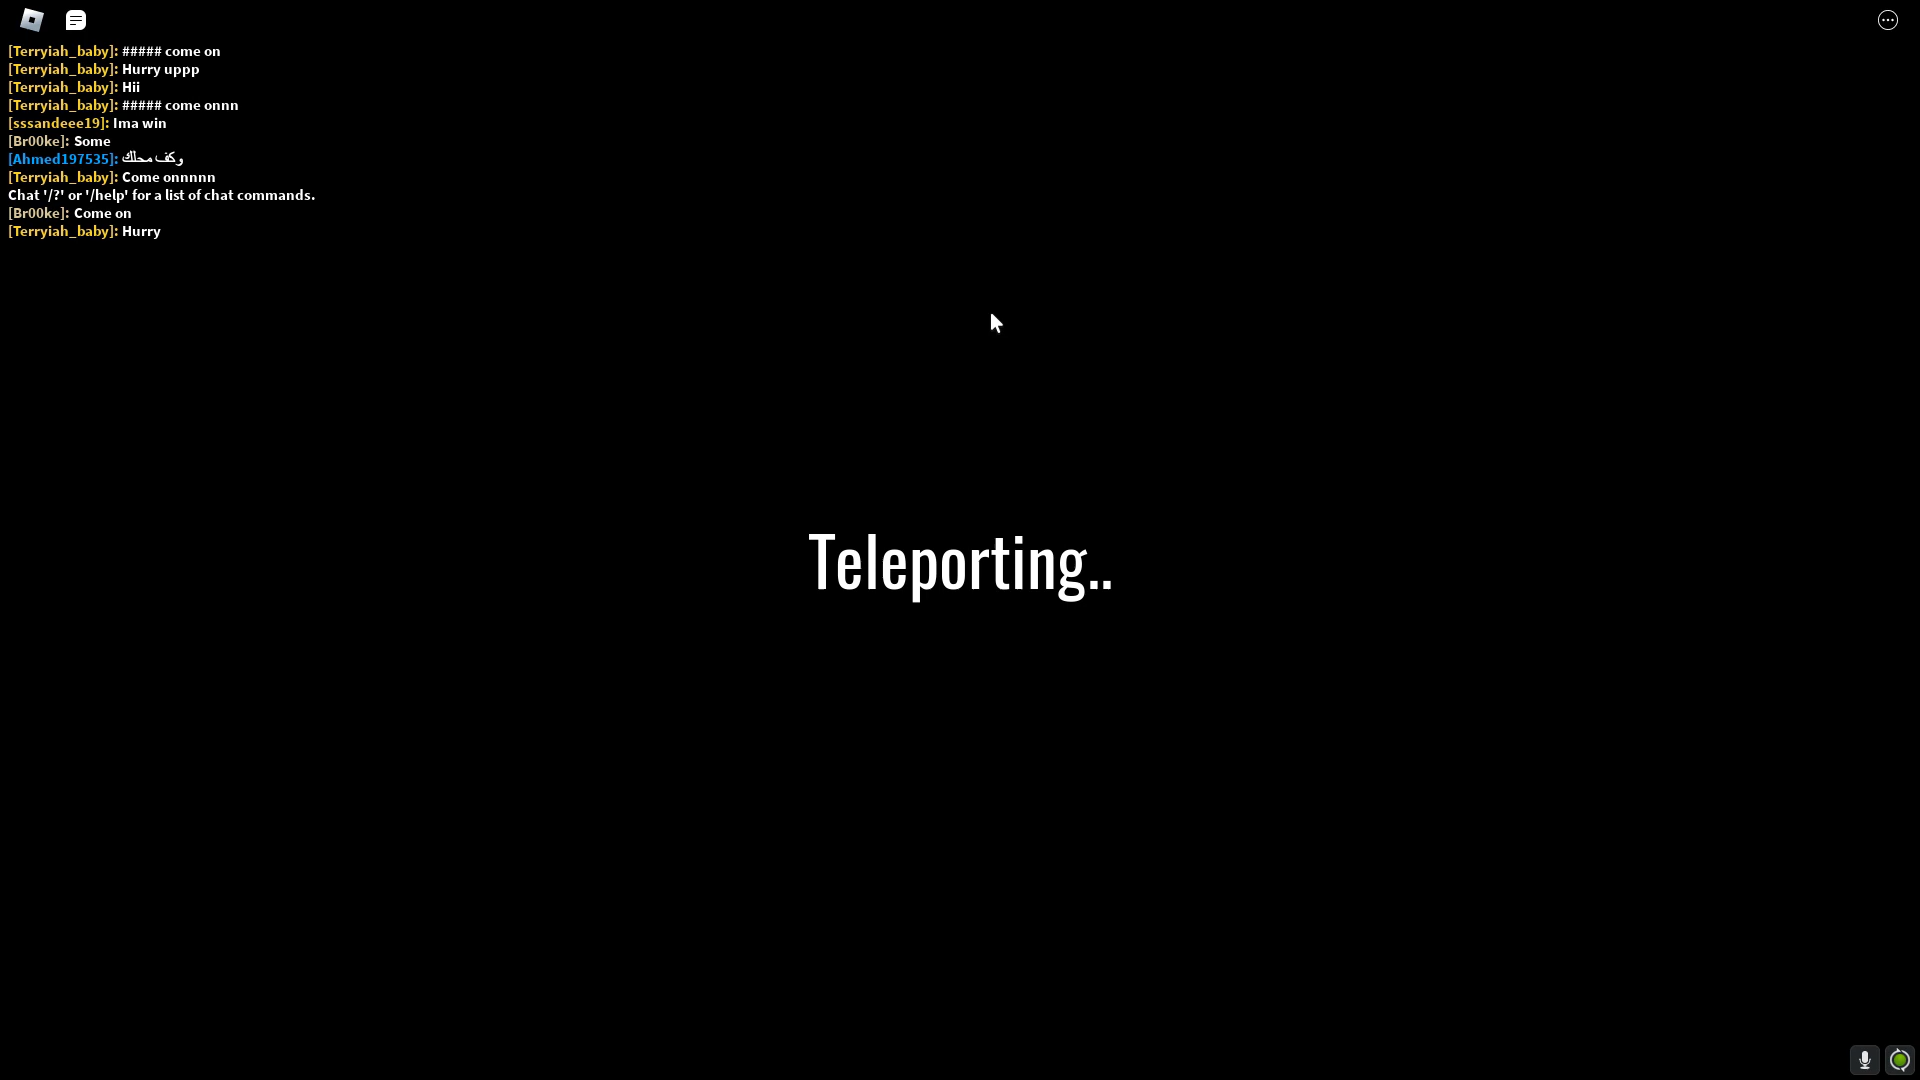 [Terryiah_baby]: ##### come on
[Terryiah_baby]: Hurry uppp
[Terryiah_baby]: Hii
[Terryiah_baby]: ##### come onnn
[sssandeee19]: Ima win
[Br00ke]: Some
[Ahmed197535]: وكف محلك
[Terryiah_baby]: Come onnnnn
Chat '/?' or '/help' for a list of chat commands.
[Br00ke]: Come on
[Terryiah_baby]: Hurry
Teleporting..